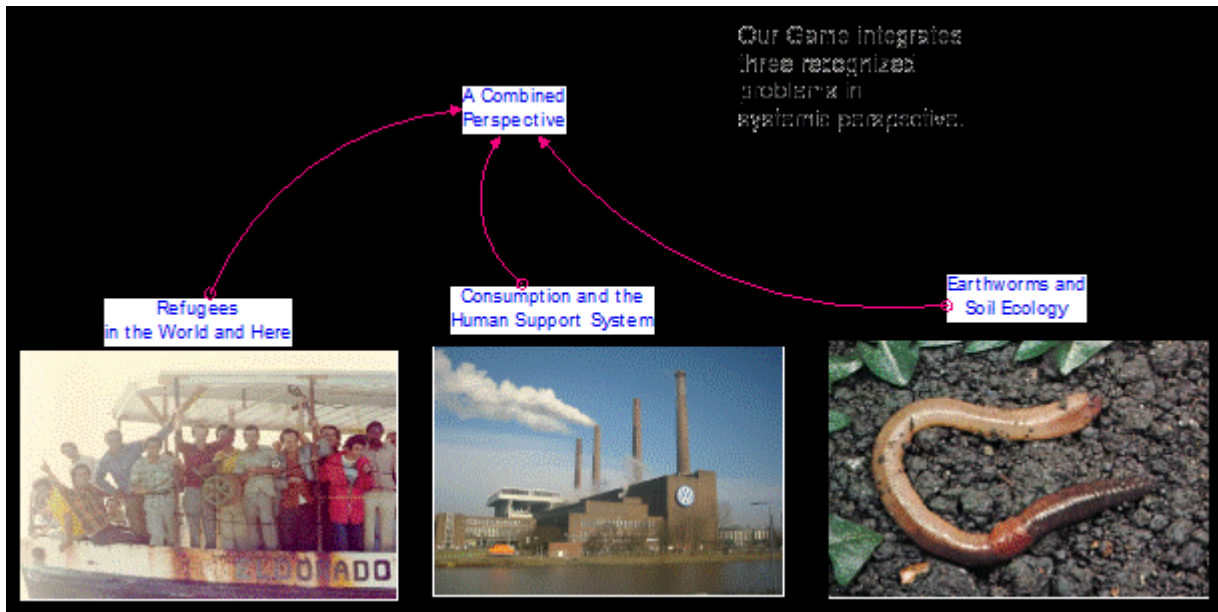 Our Game integrates
three recognized
problems in
systemic perspective.
A Combined
Perspective
Refugees
in the World and Here
Consumption and the
Human Support System
Earthworms and
Soil Ecology
ELDORADO